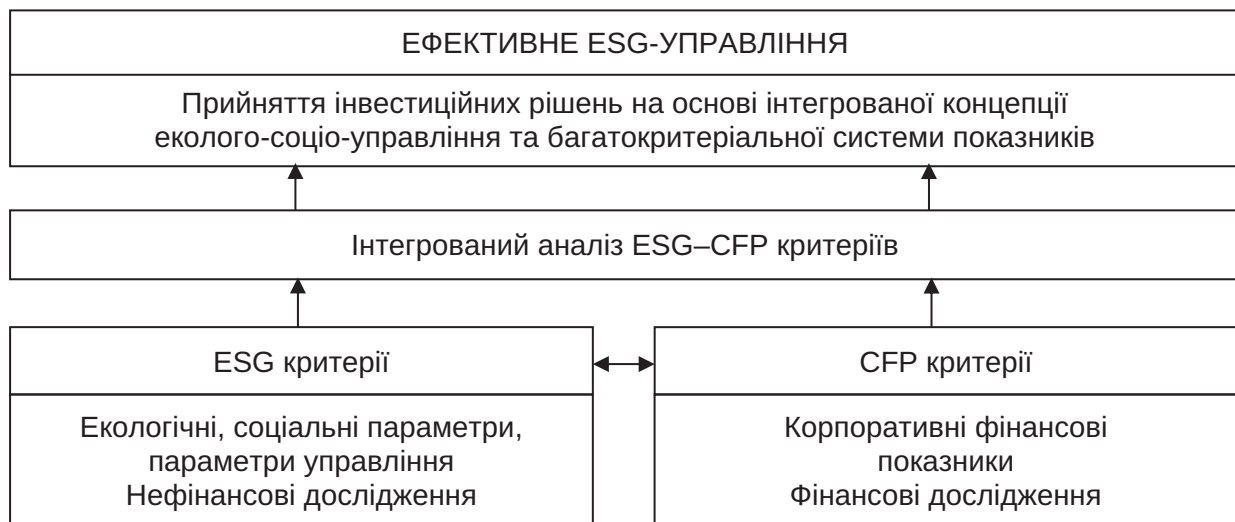 ЕФЕКТИВНЕ ESG-УПРАВЛІННЯ
Прийняття інвестиційних рішень на основі інтегрованої концепції
еколого-соціо-управління та багатокритеріальної системи показників
Інтегрований аналіз ESG–CFP критеріїв
ESG критерії
Екологічні, соціальні параметри,
параметри управління
Нефінансові дослідження
CFP критерії
Корпоративні фінансові
показники
Фінансові дослідження